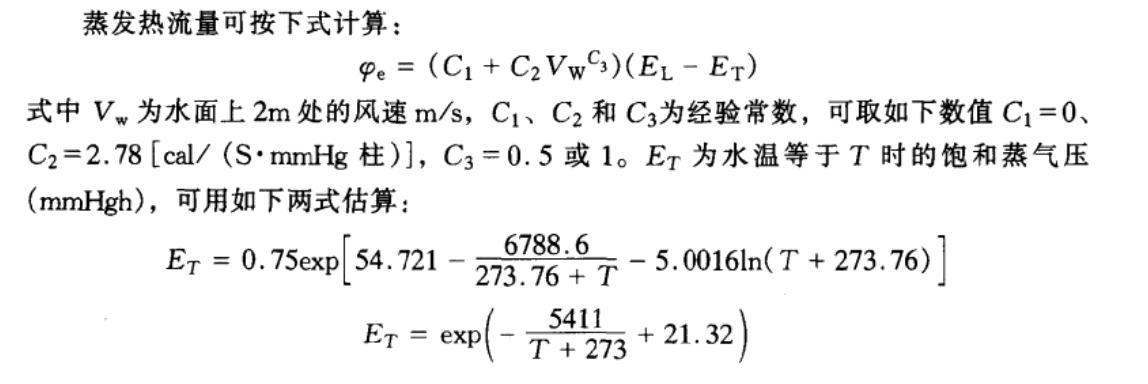 蒸发热流量可按下式计算：
φe = (C1 + C2VW^C3)(EL − ET)
式中 Vw 为水面上 2m 处的风速 m/s，C1、C2 和 C3为经验常数，可取如下数值 C1=0、
C2=2.78 [cal/（S·mmHg 柱）]，C3=0.5 或 1。ET 为水温等于 T 时的饱和蒸气压
（mmHgh），可用如下两式估算：
ET = 0.75exp[54.721 − 6788.6/(273.76 + T) − 5.0016ln(T + 273.76)]
ET = exp(− 5411/(T + 273) + 21.32)